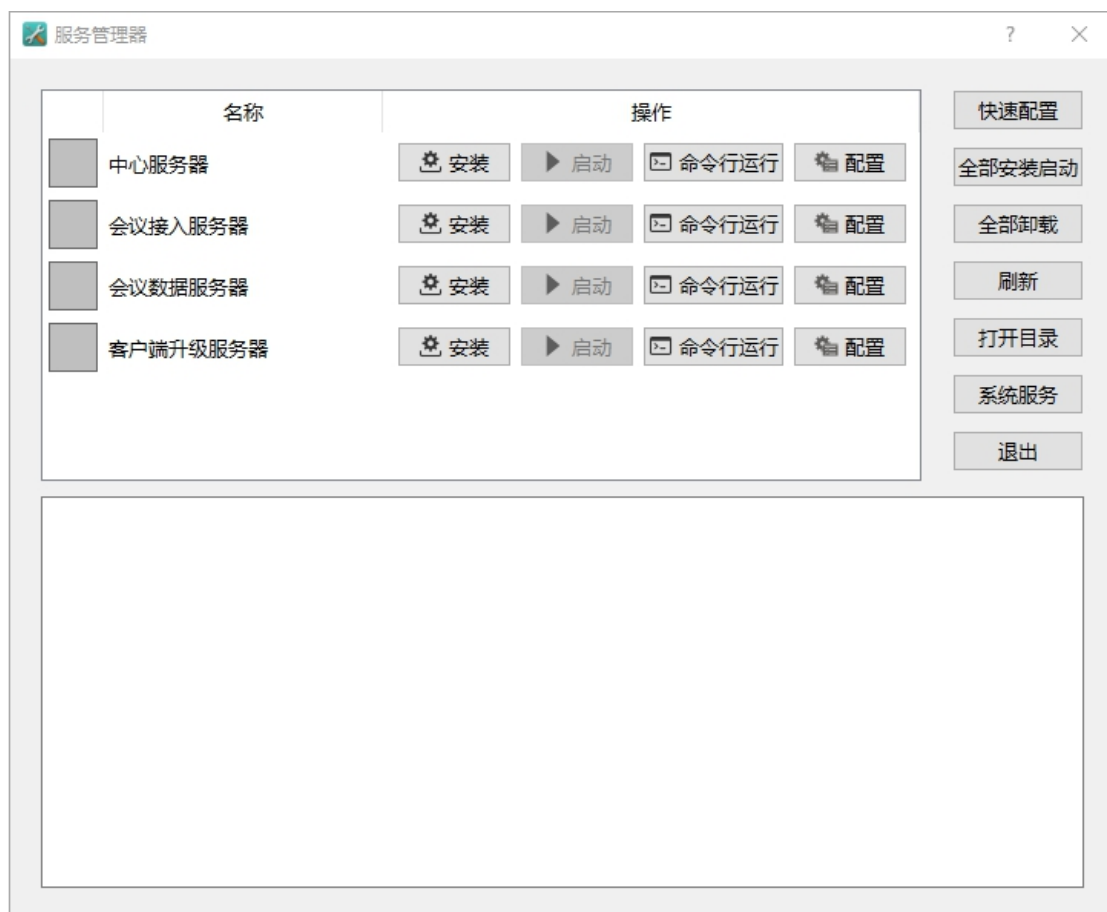 服务管理器 ?
名称 操作 快速配置
中心服务器 安装 启动 命令行运行 配置 全部安装启动
会议接入服务器 安装 启动 命令行运行 配置 全部卸载
会议数据服务器 安装 启动 命令行运行 配置 刷新
客户端升级服务器 安装 启动 命令行运行 配置 打开目录
系统服务
退出